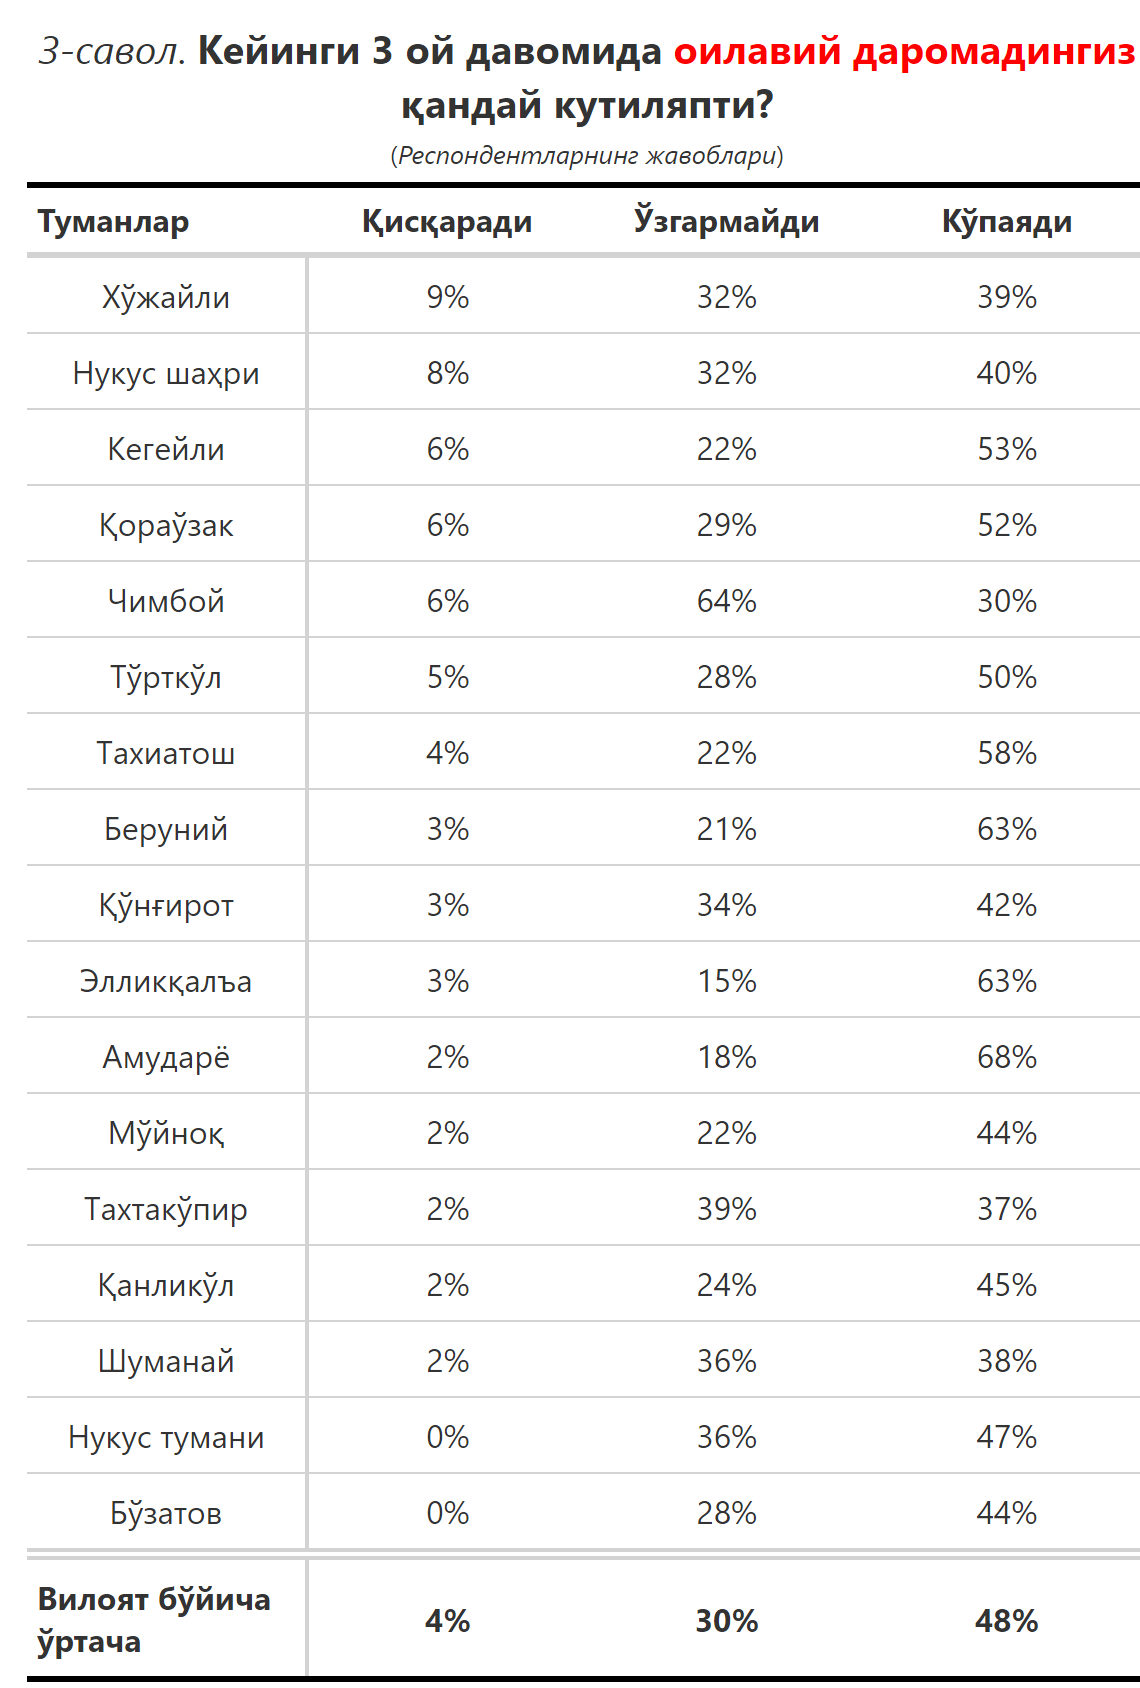 3-савол. Кейинги 3 ой давомида оилавий даромадингиз
қандай кутиляпти?
(Респондентларнинг жавоблари)
Туманлар Қисқаради Ўзгармайди Кўпаяди
Хўжайли 9% 32% 39%
Нукус шаҳри 8% 32% 40%
Кегейли 6% 22% 53%
Қораўзак 6% 29% 52%
Чимбой 6% 64% 30%
Тўрткўл 5% 28% 50%
Тахиатош 4% 22% 58%
Беруний 3% 21% 63%
Қўнғирот 3% 34% 42%
Элликқалъа 3% 15% 63%
Амударё 2% 18% 68%
Мўйноқ 2% 22% 44%
Тахтакўпир 2% 39% 37%
Қанликўл 2% 24% 45%
Шуманай 2% 36% 38%
Нукус тумани 0% 36% 47%
Бўзатов 0% 28% 44%
Вилоят бўйича
ўртача 4% 30% 48%